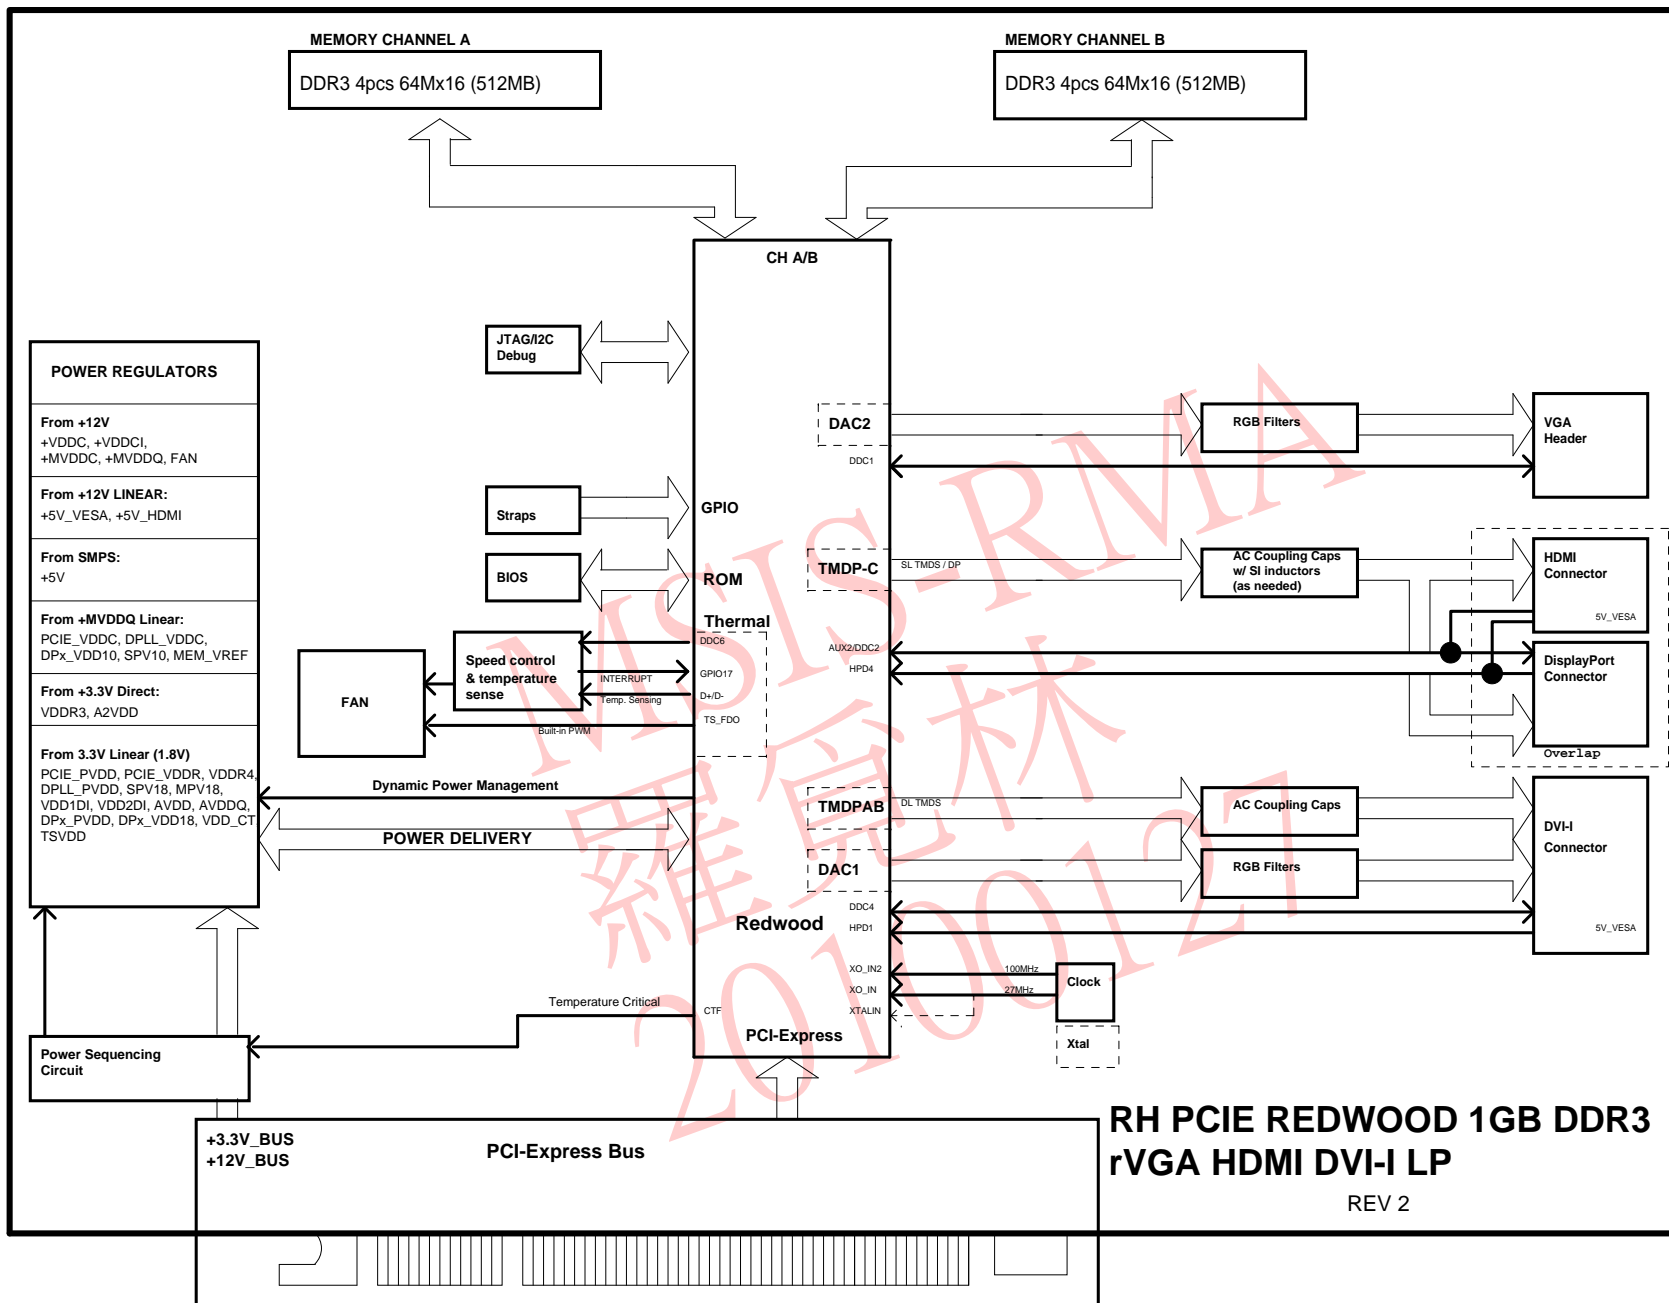 MEMORY CHANNEL A
DDR3 4pcs 64Mx16 (512MB)
MEMORY CHANNEL B
DDR3 4pcs 64Mx16 (512MB)
CH A/B
JTAG/I2C
Debug
POWER REGULATORS
From +12V
+VDDC, +VDDCI,
+MVDDC, +MVDDQ, FAN
From +12V LINEAR:
+5V_VESA, +5V_HDMI
From SMPS:
+5V
From +MVDDQ Linear:
PCIE_VDDC, DPLL_VDDC,
DPx_VDD10, SPV10, MEM_VREF
From +3.3V Direct:
VDDR3, A2VDD
From 3.3V Linear (1.8V)
PCIE_PVDD, PCIE_VDDR, VDDR4,
DPLL_PVDD, SPV18, MPV18,
VDD1DI, VDD2DI, AVDD, AVDDQ,
DPx_PVDD, DPx_VDD18, VDD_CT
TSVDD
Straps
GPIO
BIOS
ROM
Thermal
DDC6
GPIO17
INTERRUPT
D+/D-
Temp. Sensing
TS_FDO
Built-in PWM
Speed control
& temperature
sense
FAN
Dynamic Power Management
POWER DELIVERY
DAC2
DDC1
RGB Filters
VGA
Header
TMDP-C
SL TMDS / DP
AC Coupling Caps
w/ SI inductors
(as needed)
HDMI
Connector
5V_VESA
AUX2/DDC2
HPD4
DisplayPort
Connector
Overlap
TMDPAB
DL TMDS
AC Coupling Caps
DAC1
RGB Filters
DVI-I
Connector
5V_VESA
DDC4
HPD1
Redwood
XO_IN2
100MHz
XO_IN
27MHz
XTALIN
Clock
Xtal
CTF
Temperature Critical
PCI-Express
Power Sequencing
Circuit
+3.3V_BUS
+12V_BUS
PCI-Express Bus
RH PCIE REDWOOD 1GB DDR3
rVGA HDMI DVI-I LP
REV 2
MSIS-RMA
羅覓林
20100127